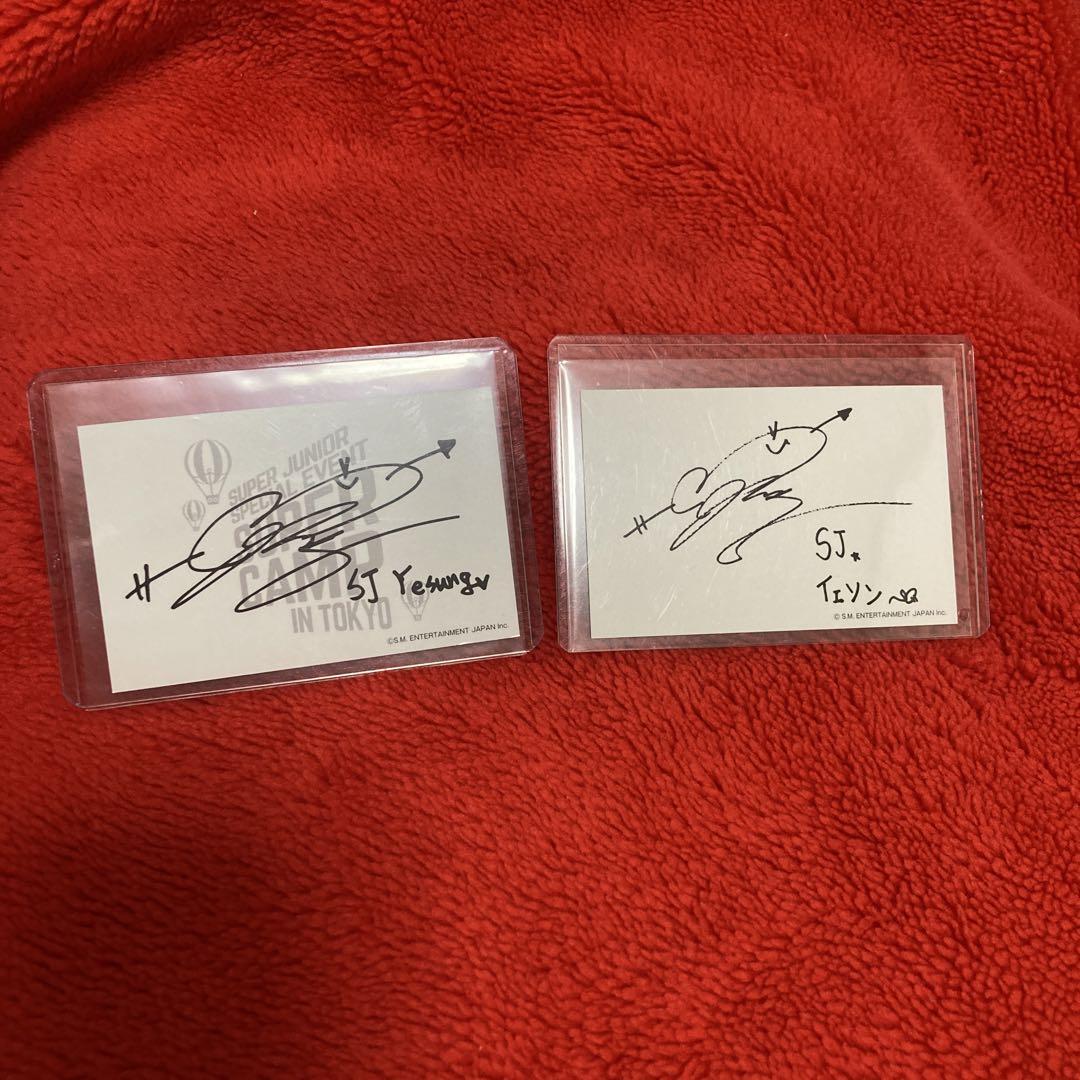 SUPER JUNIOR
SPECIAL EVENT
SUPER
CAMP
IN TOKYO
SJ Yesung
©S.M. ENTERTAINMENT JAPAN Inc.
SJ
イェソン
© S.M. ENTERTAINMENT JAPAN Inc.